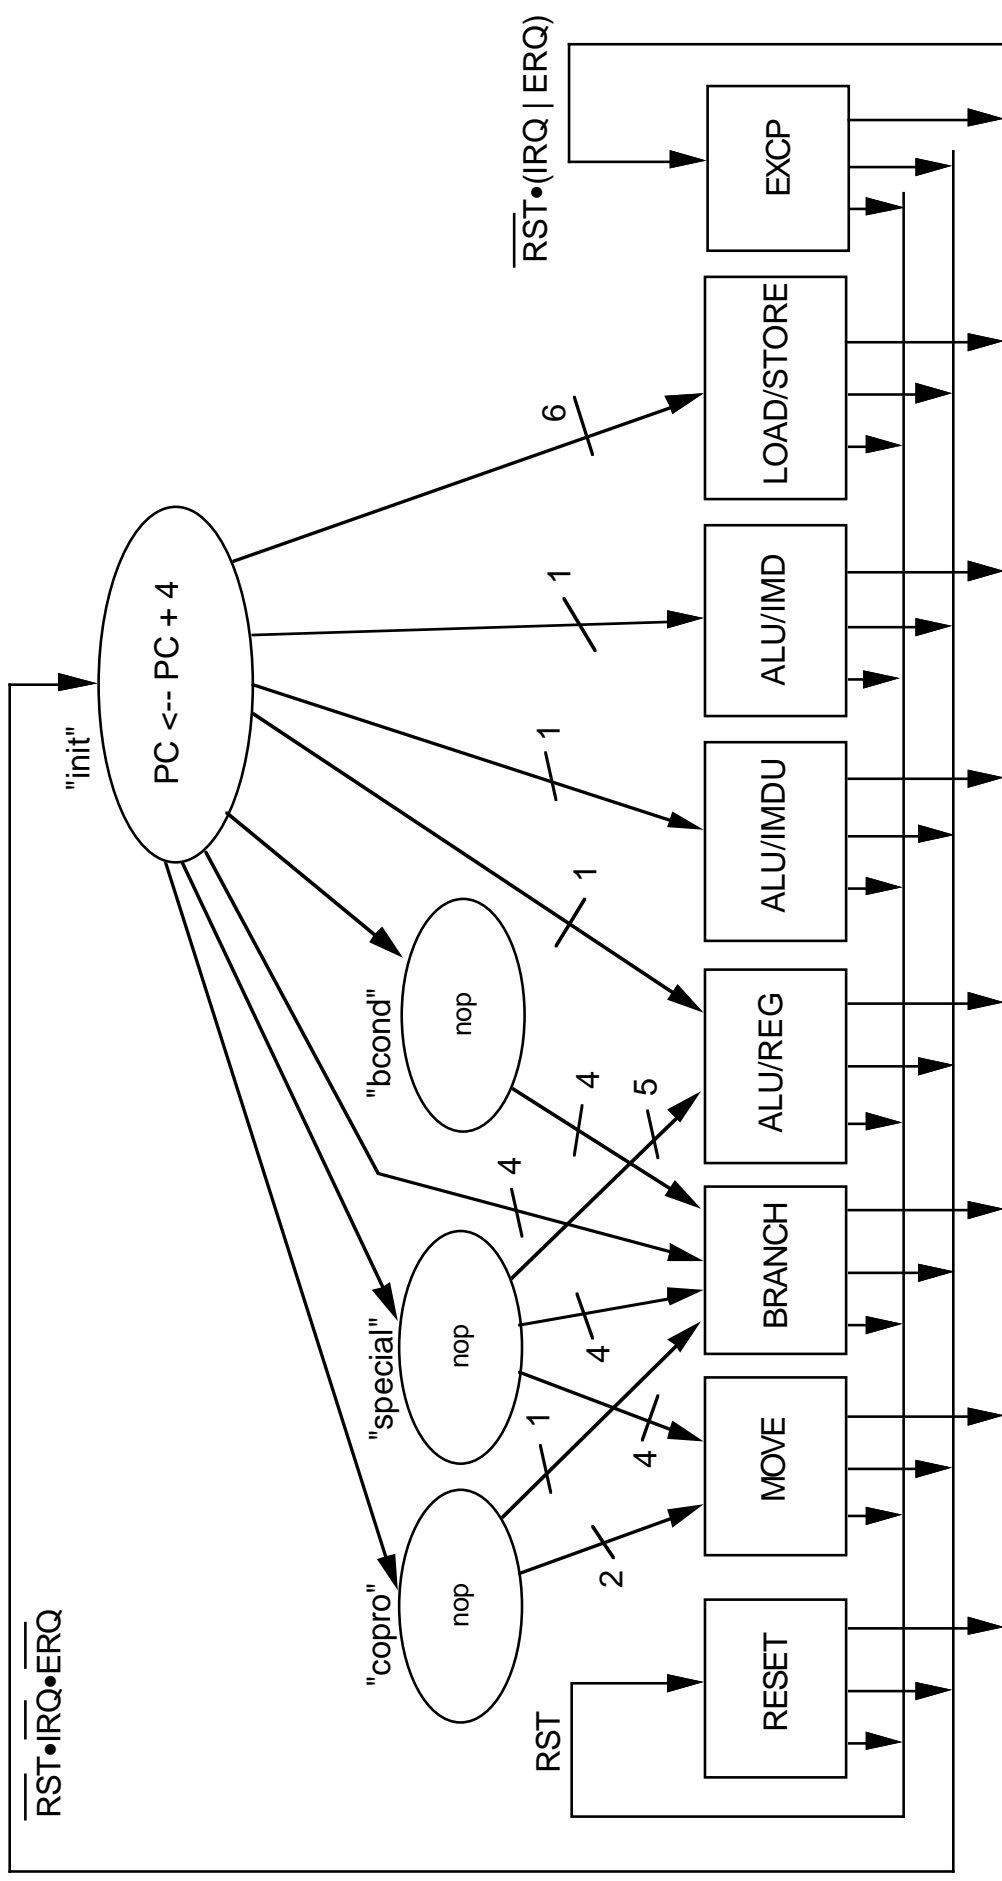 RST•IRQ•ERQ
"init"
PC <-- PC + 4
"copro"
"special"
"bcond"
nop
nop
nop
RST•(IRQ | ERQ)
RST
2
1
4
4
4
4
5
1
1
1
6
RESET
MOVE
BRANCH
ALU/REG
ALU/IMDU
ALU/IMD
LOAD/STORE
EXCP